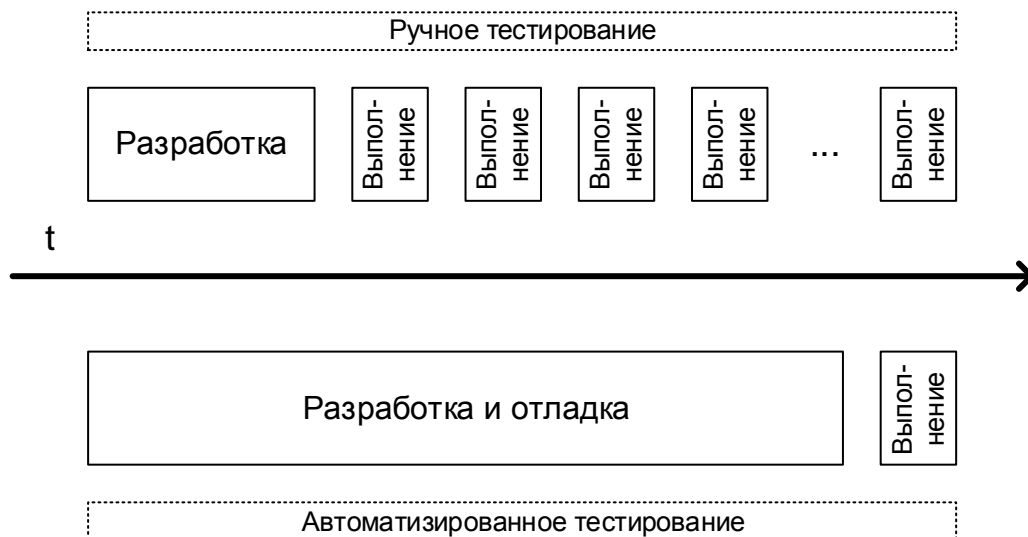 Ручное тестирование
Разработка
Выпол-
нение
Выпол-
нение
Выпол-
нение
Выпол-
нение
...
Выпол-
нение
t
Разработка и отладка
Выпол-
нение
Автоматизированное тестирование